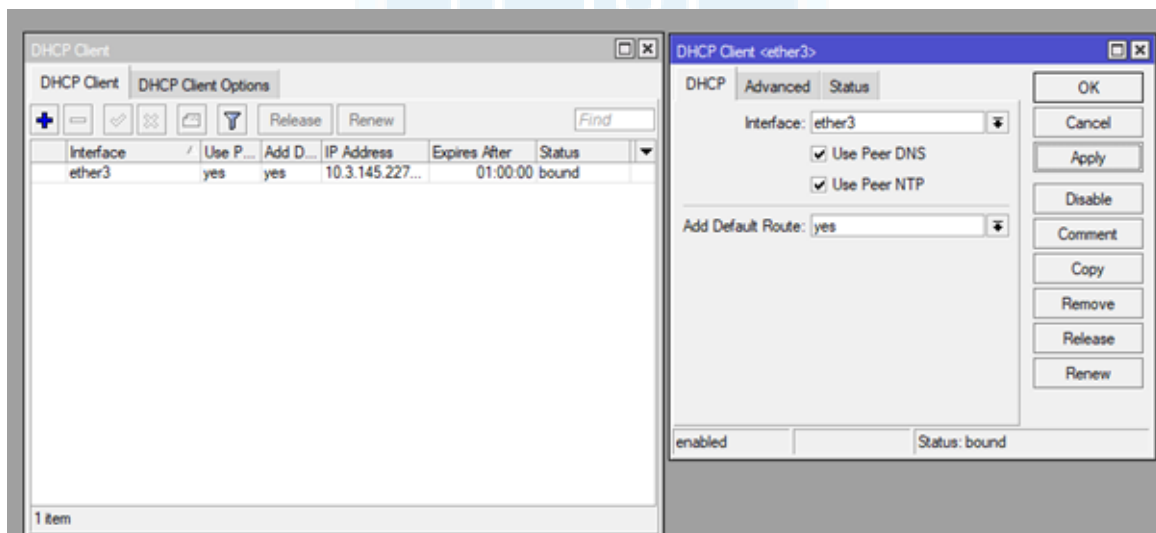 DHCP Client
DHCP Client DHCP Client Options
Release Renew Find
Interface Use P... Add D... IP Address Expires After Status
ether3 yes yes 10.3.145.227... 01:00:00 bound
1 item
DHCP Client <ether3>
DHCP Advanced Status
Interface: ether3
Use Peer DNS
Use Peer NTP
Add Default Route: yes
OK
Cancel
Apply
Disable
Comment
Copy
Remove
Release
Renew
enabled Status: bound